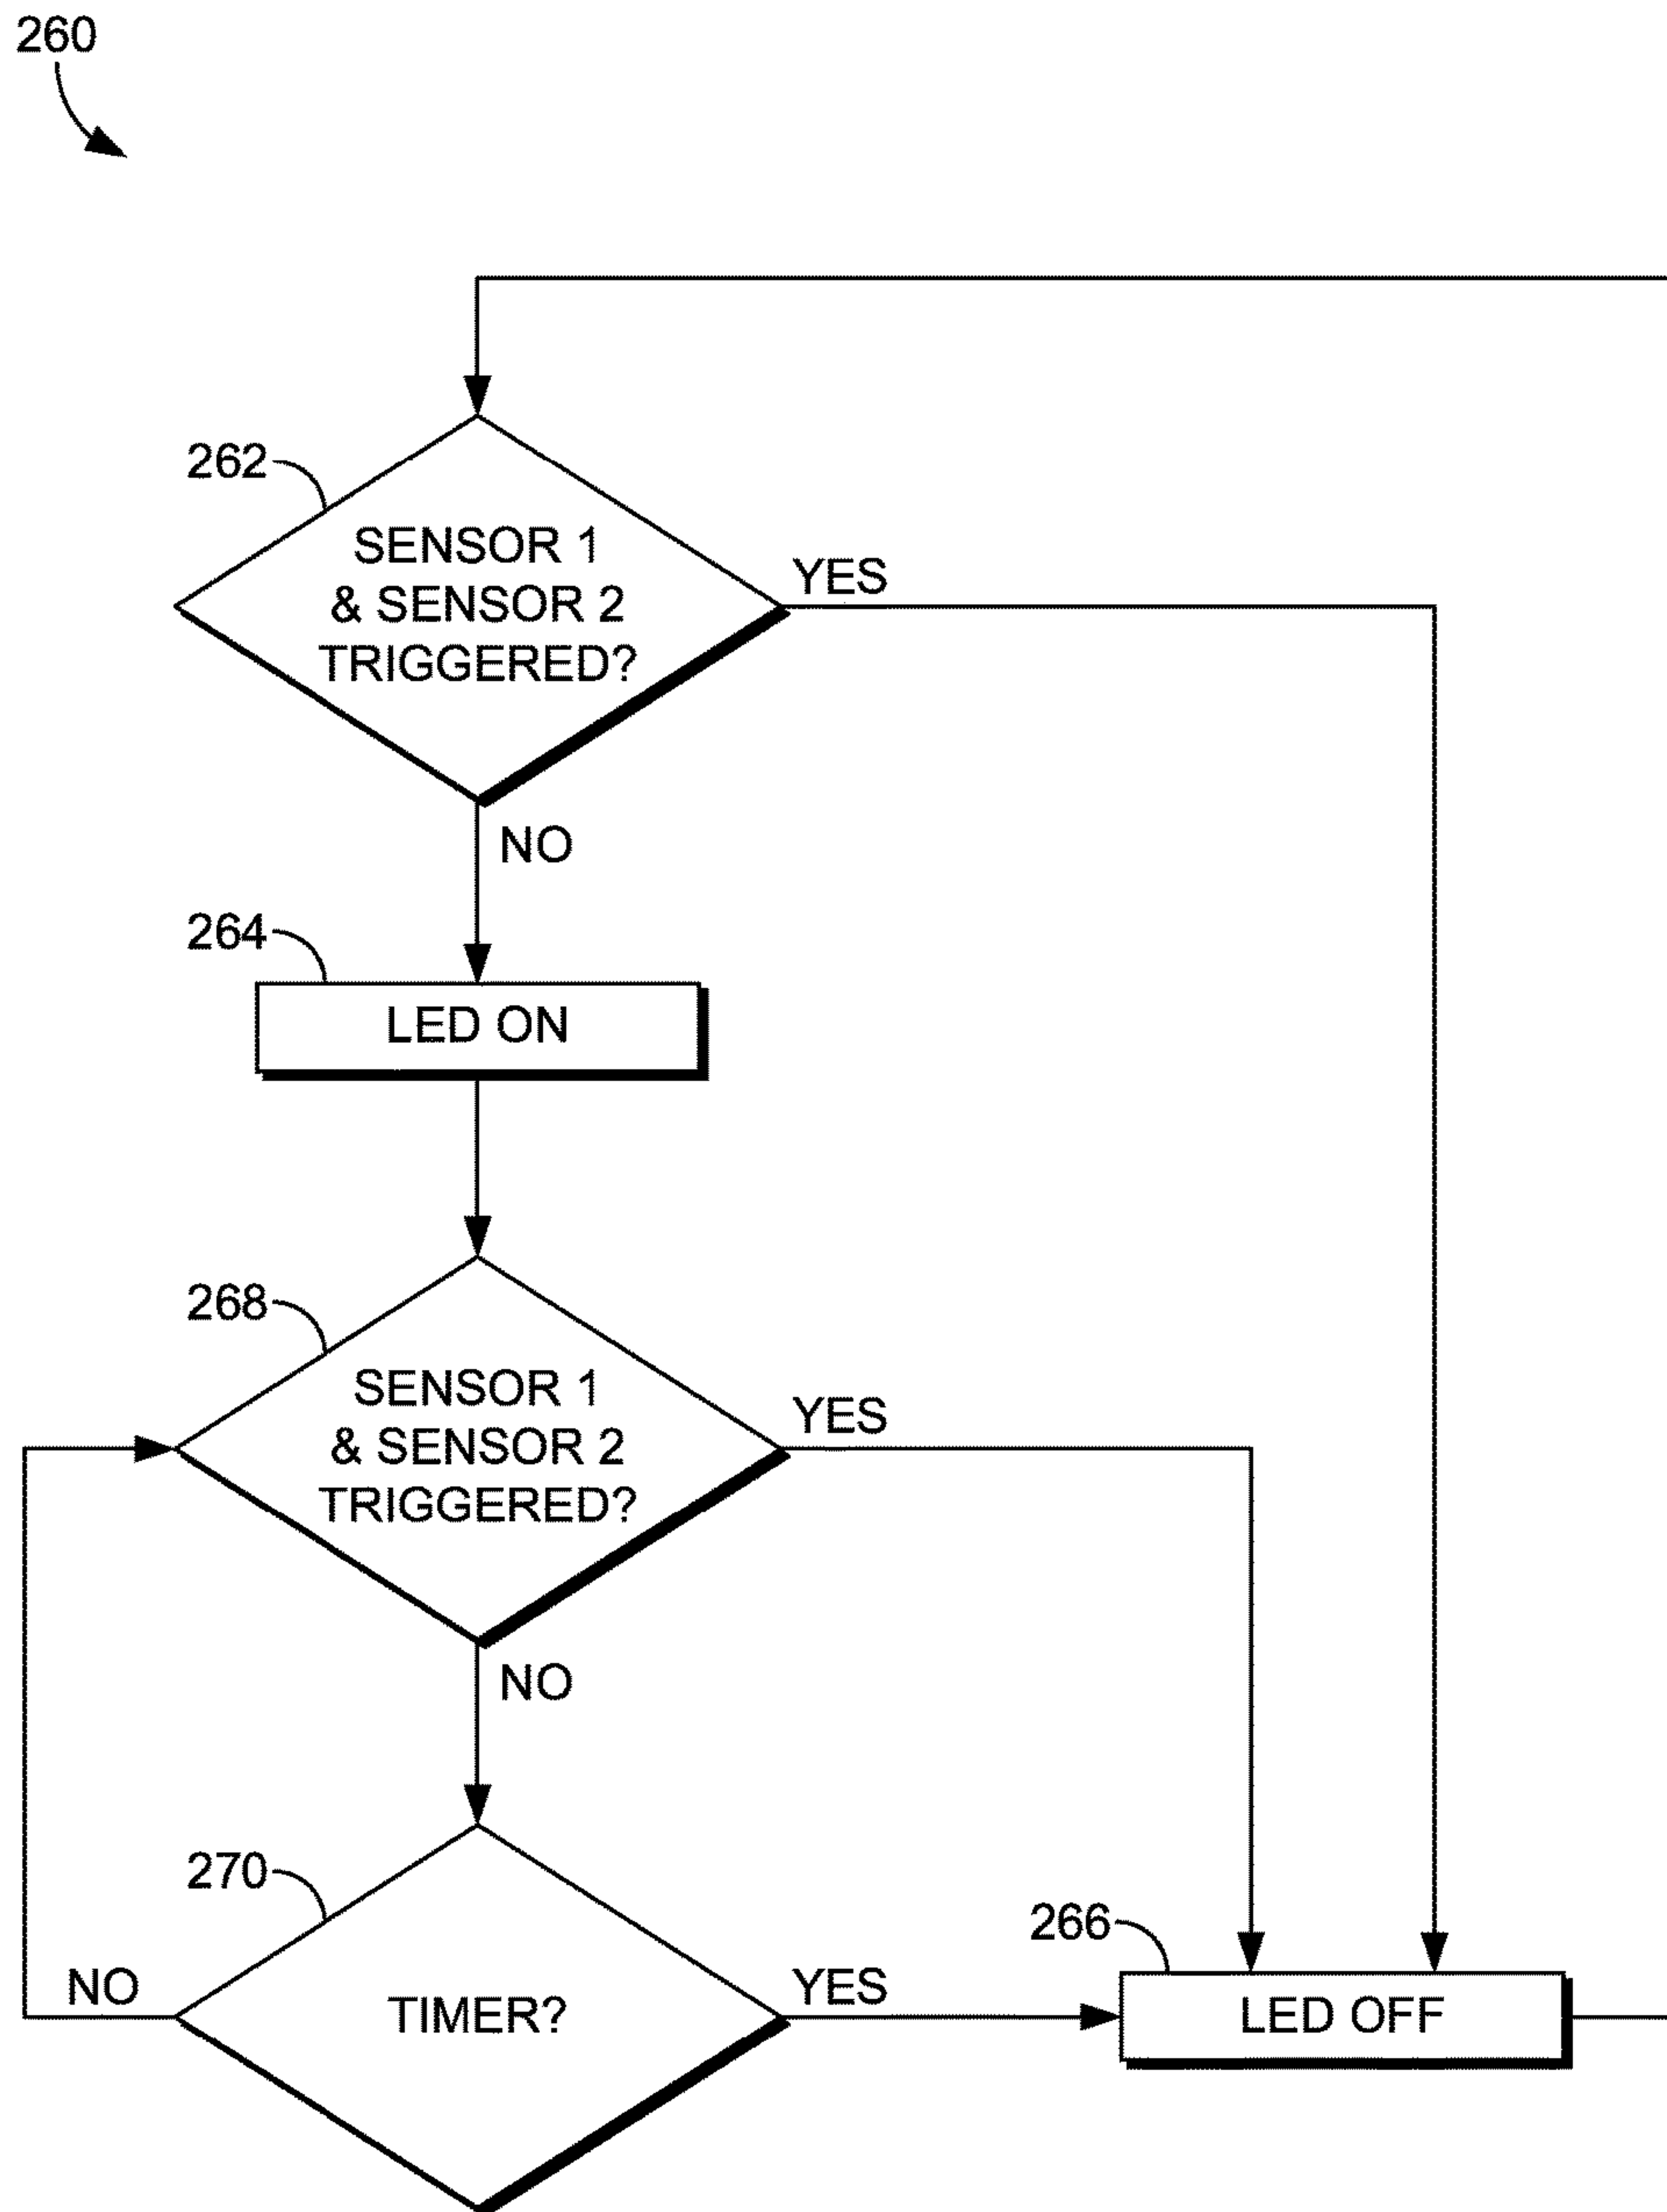 260
262
SENSOR 1
& SENSOR 2
TRIGGERED?
YES
NO
264
LED ON
268
SENSOR 1
& SENSOR 2
TRIGGERED?
YES
NO
270
NO
TIMER?
YES
266
LED OFF